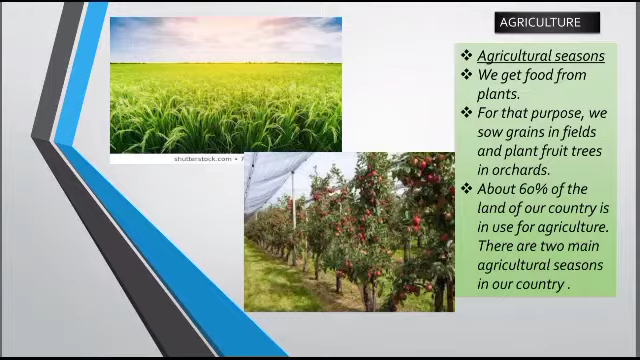 AGRICULTURE
❖ Agricultural seasons
❖ We get food from
plants.
❖ For that purpose, we
sow grains in fields
and plant fruit trees
in orchards.
❖ About 60% of the
land of our country is
in use for agriculture.
There are two main
agricultural seasons
in our country .
shutterstock.com •